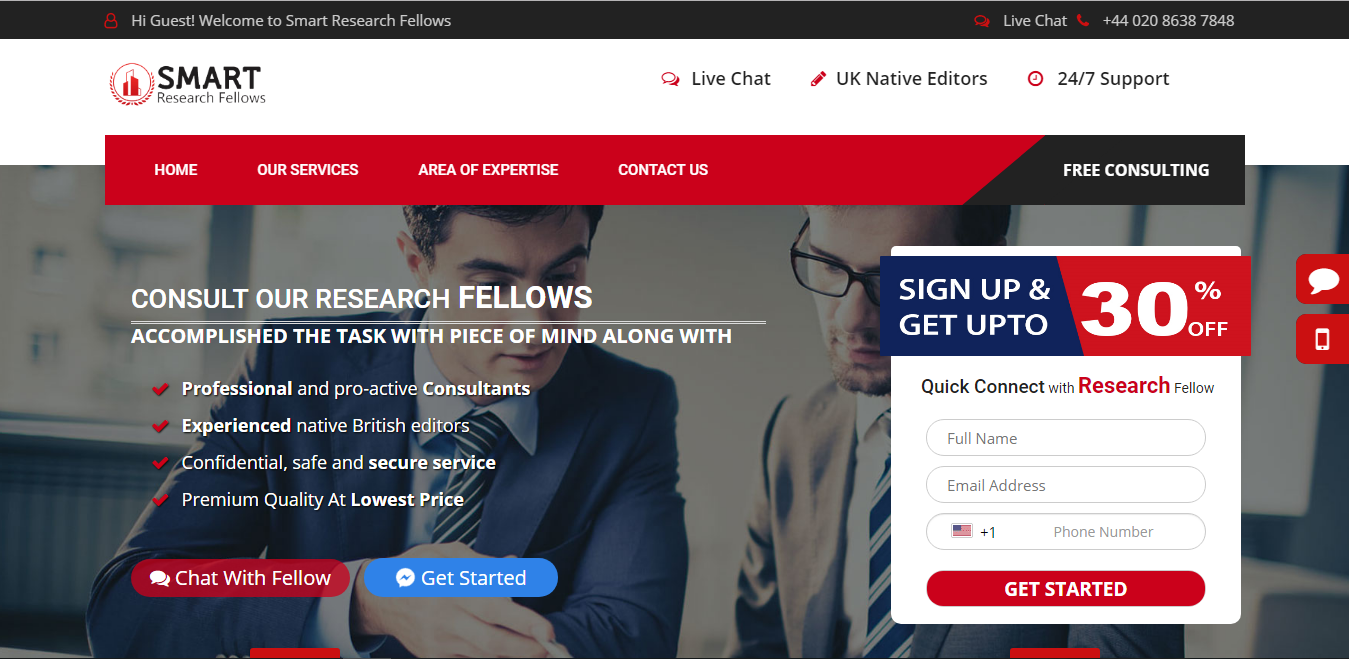 Hi Guest! Welcome to Smart Research Fellows
Live Chat +44 020 8638 7848
SMART
Research Fellows
Live Chat UK Native Editors 24/7 Support
HOME OUR SERVICES AREA OF EXPERTISE CONTACT US FREE CONSULTING
CONSULT OUR RESEARCH FELLOWS
ACCOMPLISHED THE TASK WITH PIECE OF MIND ALONG WITH
Professional and pro-active Consultants
Experienced native British editors
Confidential, safe and secure service
Premium Quality At Lowest Price
Chat With Fellow Get Started
SIGN UP &
GET UPTO
30%
OFF
Quick Connect with Research Fellow
Full Name
Email Address
+1 Phone Number
GET STARTED